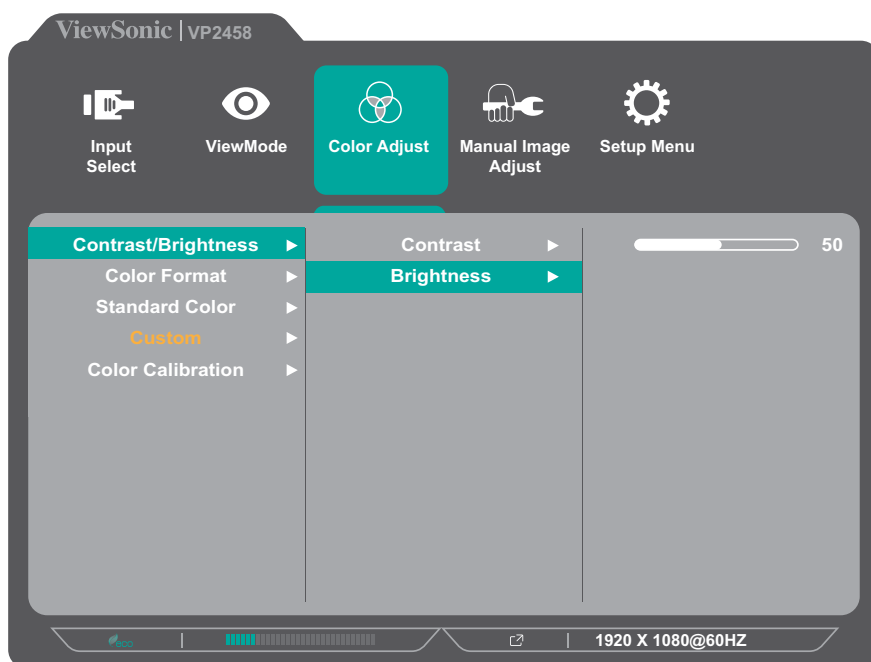 ViewSonic | VP2458
Input
Select
ViewMode
Color Adjust
Manual Image
Adjust
Setup Menu
Contrast/Brightness
Color Format
Standard Color
Custom
Color Calibration
Contrast
Brightness
50
eco
1920 X 1080@60HZ